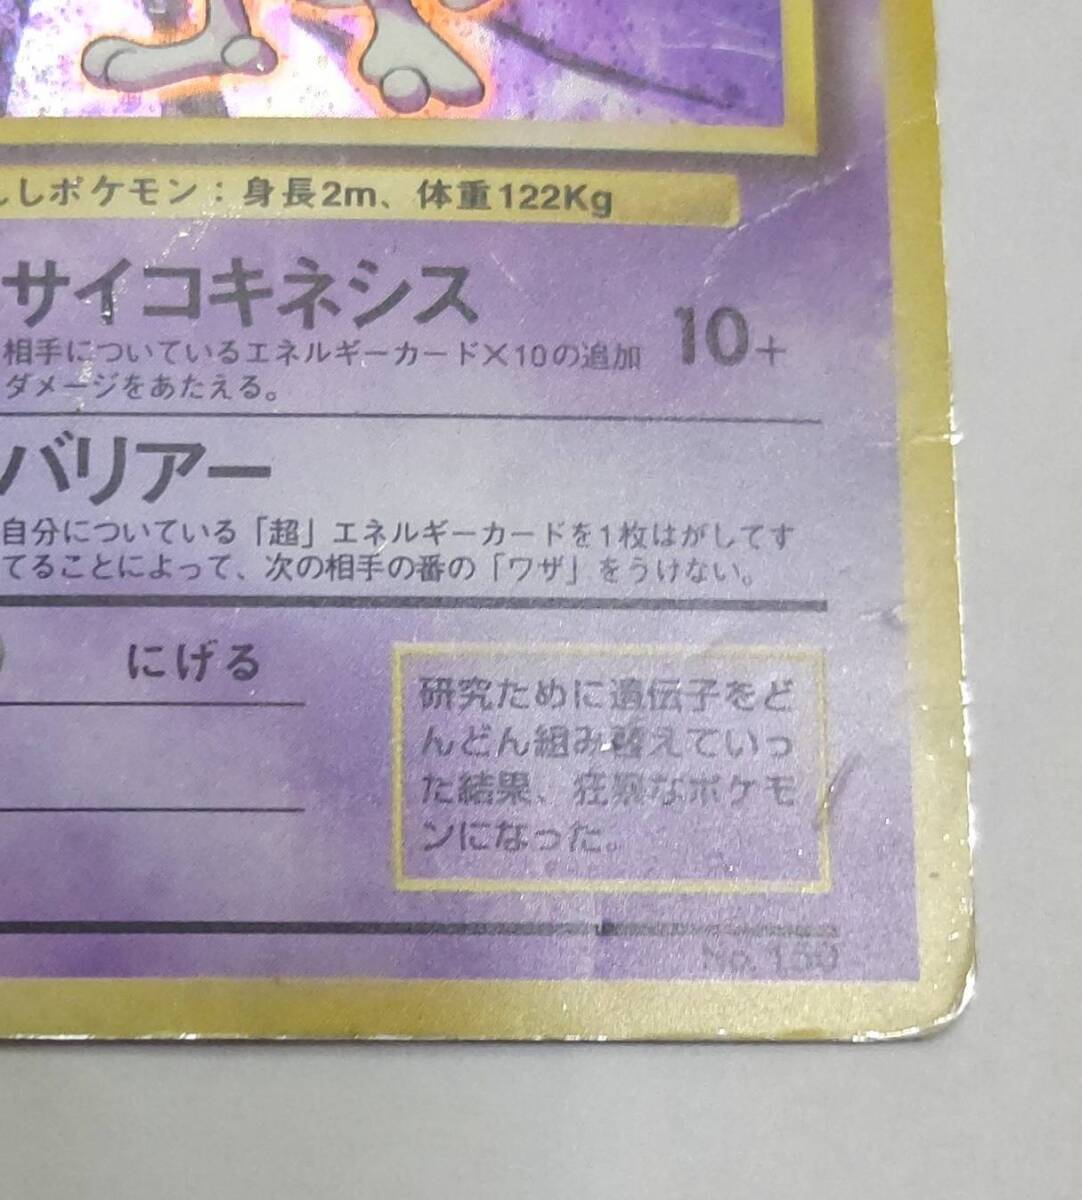 しポケモン：身長2m、体重122Kg
サイコキネシス
相手についているエネルギーカード×10の追加
ダメージをあたえる。
10+
バリアー
自分についている「超」エネルギーカードを1枚はがしてす
てることによって、次の相手の番の「ワザ」をうけない。
にげる
研究ために遺伝子をど
んどん組み替えていっ
た結果、狂暴なポケモ
ンになった。
No. 150